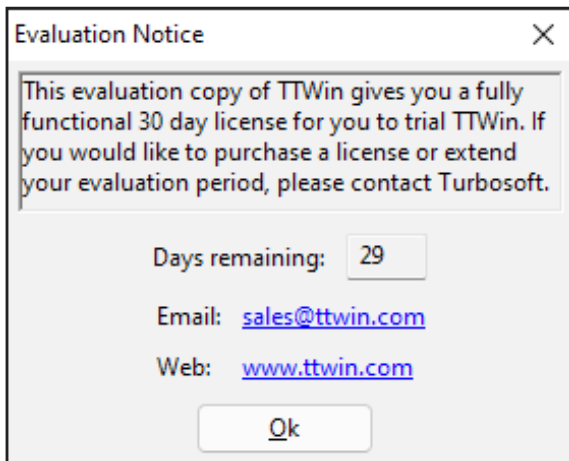 Evaluation Notice
This evaluation copy of TTWin gives you a fully
functional 30 day license for you to trial TTWin. If
you would like to purchase a license or extend
your evaluation period, please contact Turbosoft.
Days remaining: 29
Email: sales@ttwin.com
Web: www.ttwin.com
Ok